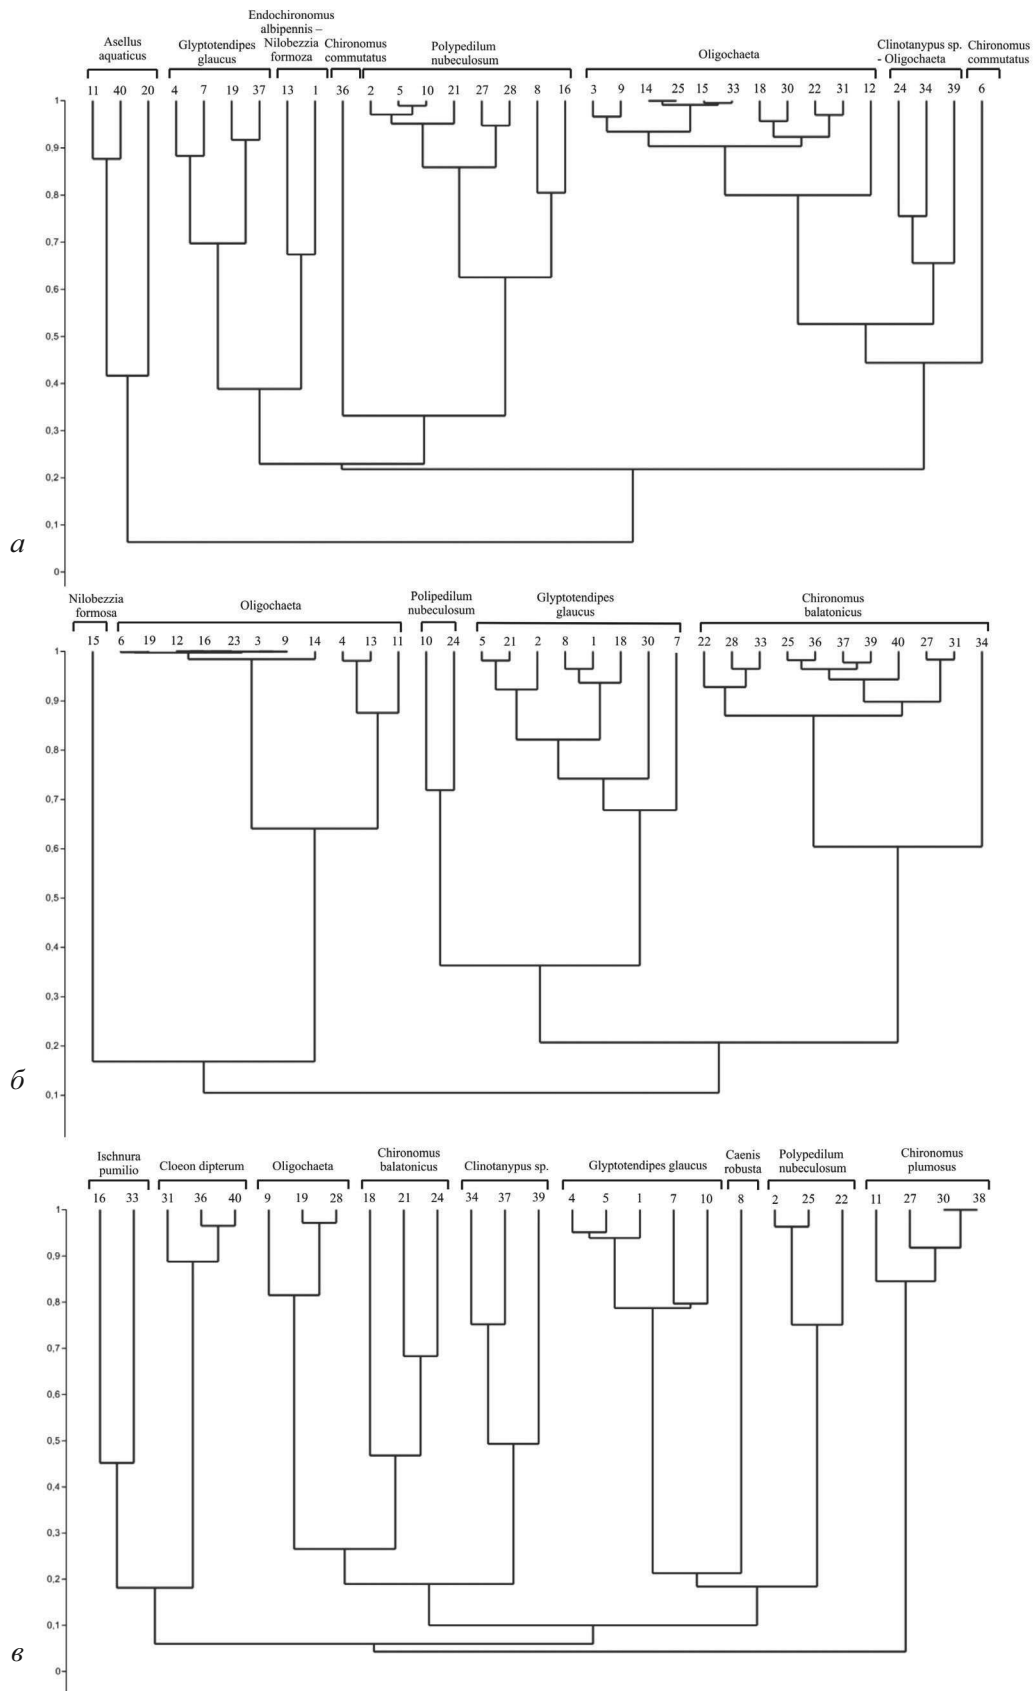 Asellus
aquaticus
Glyptotendipes
glaucus
Endochironomus
albipennis –
Nilobezzia
formoza
Chironomus
commutatus
Polypedilum
nubeculosum
Oligochaeta
Clinotanypus sp.
- Oligochaeta
Chironomus
commutatus
11 40 20 4 7 19 37 13 1 36 2 5 10 21 27 28 8 16 3 9 14 25 15 33 18 30 22 31 12 24 34 39 6
1
0,9
0,8
0,7
0,6
0,5
0,4
0,3
0,2
0,1
0
а
Nilobezzia
formosa
Oligochaeta
Polipedilum
nubeculosum
Glyptotendipes
glaucus
Chironomus
balatonicus
15 6 19 12 16 23 3 9 14 4 13 11 10 24 5 21 2 8 1 18 30 7 22 28 33 25 36 37 39 40 27 31 34
1
0,9
0,8
0,7
0,6
0,5
0,4
0,3
0,2
0,1
б
Ischnura
pumilio
Cloeon dipterum
Oligochaeta
Chironomus
balatonicus
Clinotanypus sp.
Glyptotendipes glaucus
Caenis
robusta
Polypedilum
nubeculosum
Chironomus
plumosus
16 33 31 36 40 9 19 28 18 21 24 34 37 39 4 5 1 7 10 8 2 25 22 11 27 30 38
1
0,9
0,8
0,7
0,6
0,5
0,4
0,3
0,2
0,1
0
в